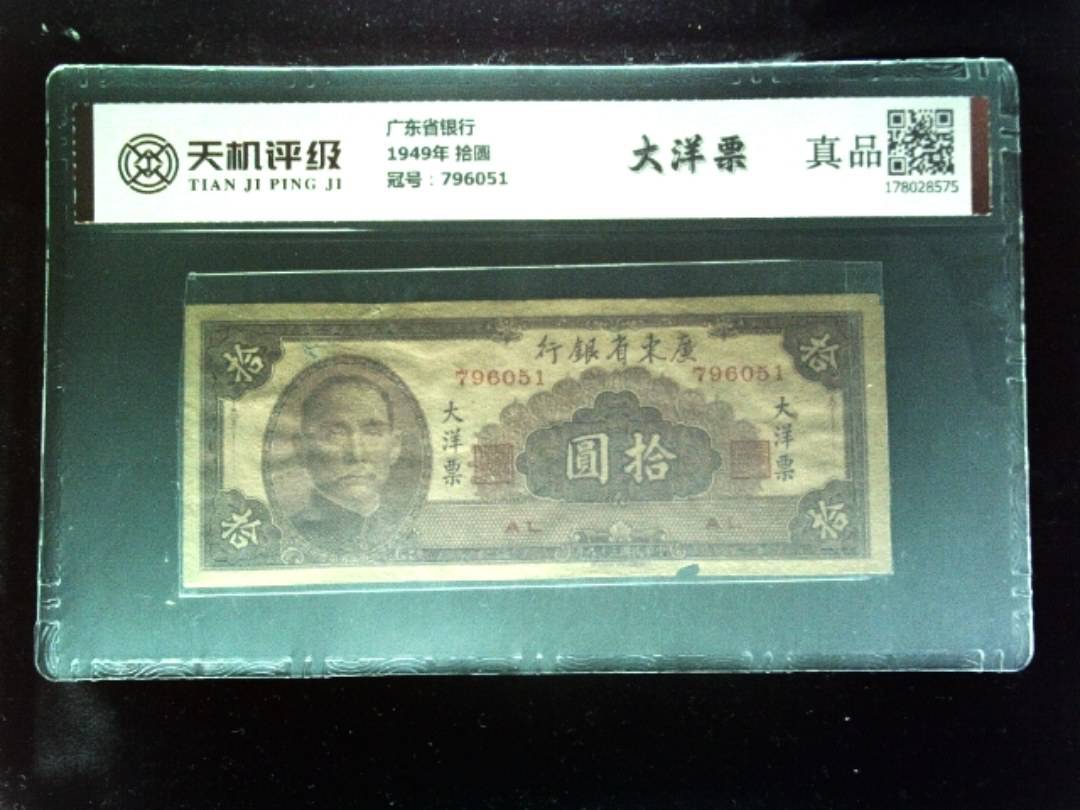 天机评级
TIAN JI PING JI
广东省银行
1949年 拾圆
冠号：796051
大洋票
真品
178028575
行銀省東廣
796051
796051
拾
拾
大洋票
大洋票
圓拾
AL
AL
拾
拾